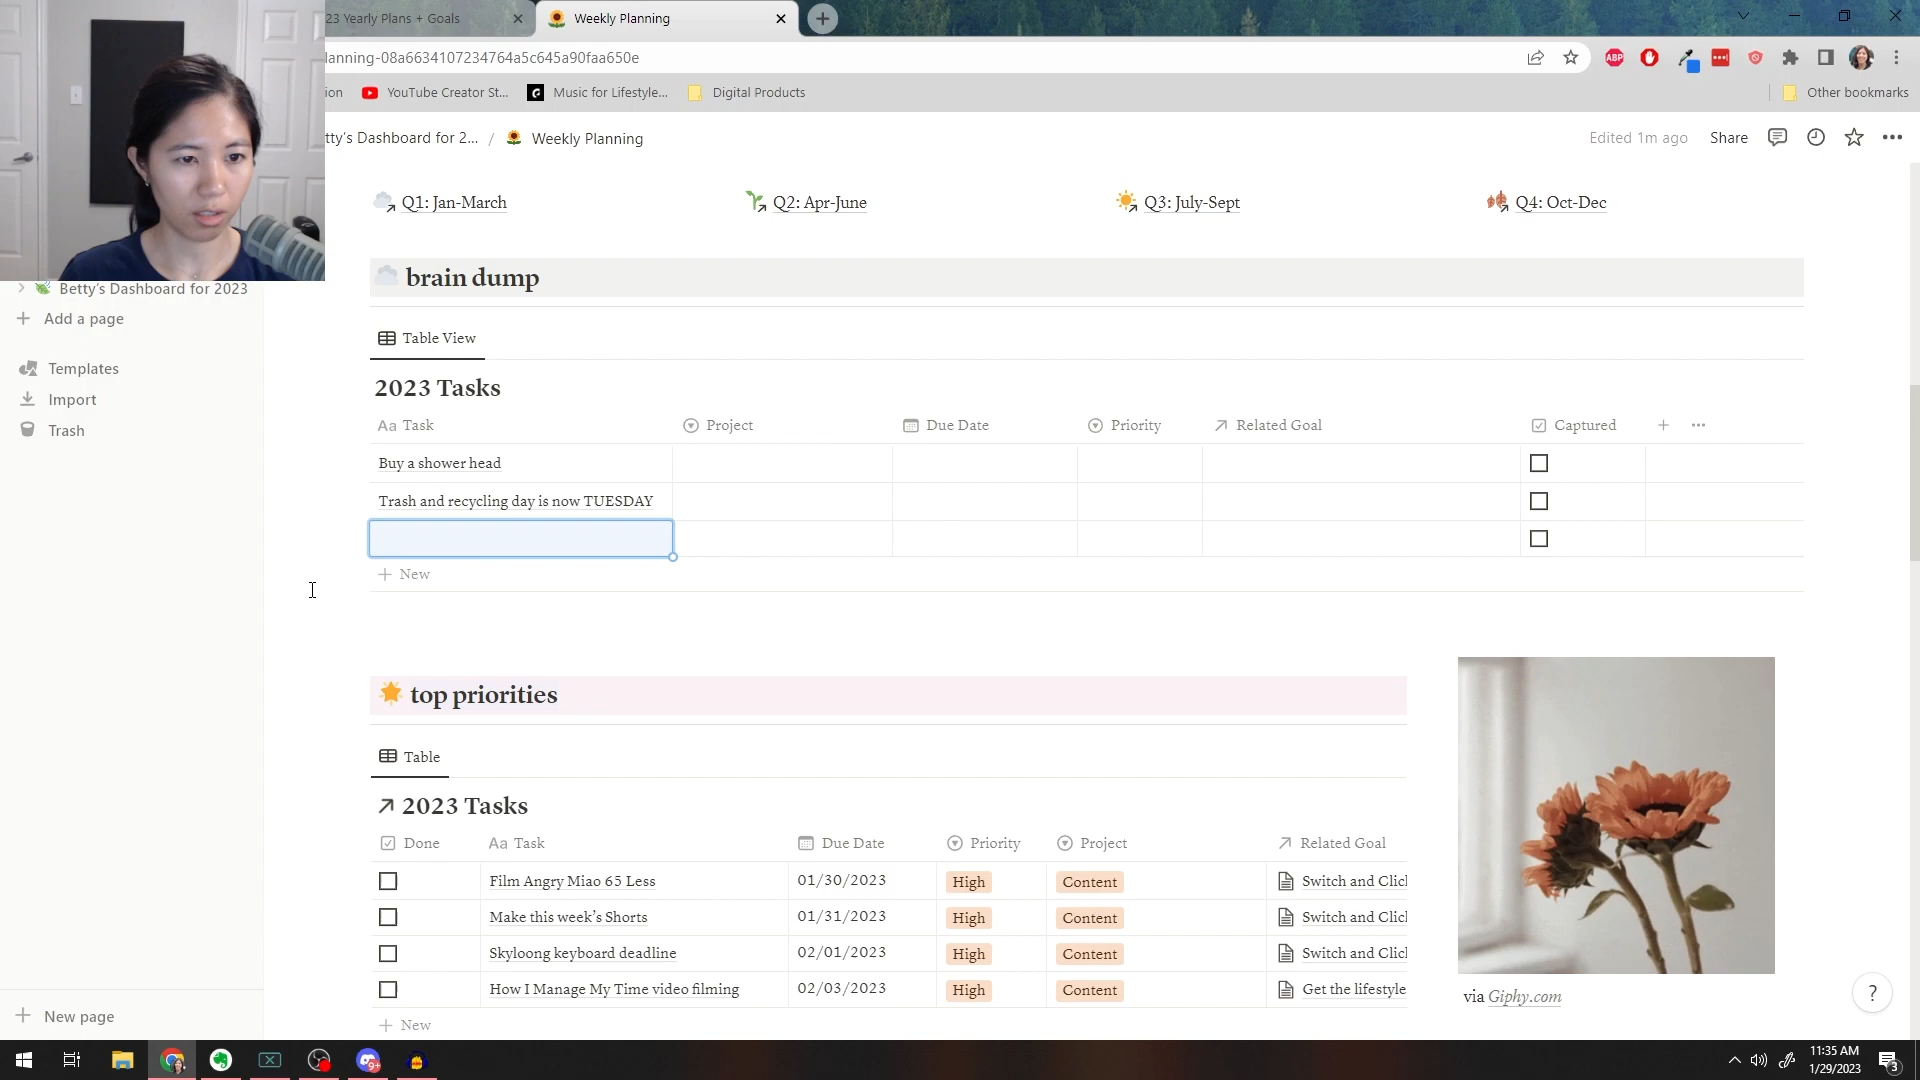 23 Yearly Plans + Goals
Weekly Planning
lanning-08a6634107234764a5c645a90faa650e
ABP
ion
YouTube Creator St...
Music for Lifestyle...
Digital Products
Other bookmarks
tty's Dashboard for 2... / Weekly Planning
Edited 1m ago
Share
Q1: Jan-March
Q2: Apr-June
Q3: July-Sept
Q4: Oct-Dec
brain dump
Betty's Dashboard for 2023
Add a page
Templates
Import
Trash
Table View
2023 Tasks
Aa Task
Project
Due Date
Priority
Related Goal
Captured
Buy a shower head
Trash and recycling day is now TUESDAY
New
top priorities
Table
2023 Tasks
Done
Aa Task
Due Date
Priority
Project
Related Goal
Film Angry Miao 65 Less 01/30/2023 High Content Switch and Clicl
Make this week's Shorts 01/31/2023 High Content Switch and Clicl
Skyloong keyboard deadline 02/01/2023 High Content Switch and Clicl
How I Manage My Time video filming 02/03/2023 High Content Get the lifestyle
New
via Giphy.com
?
New page
9+
11:35 AM
1/29/2023
3